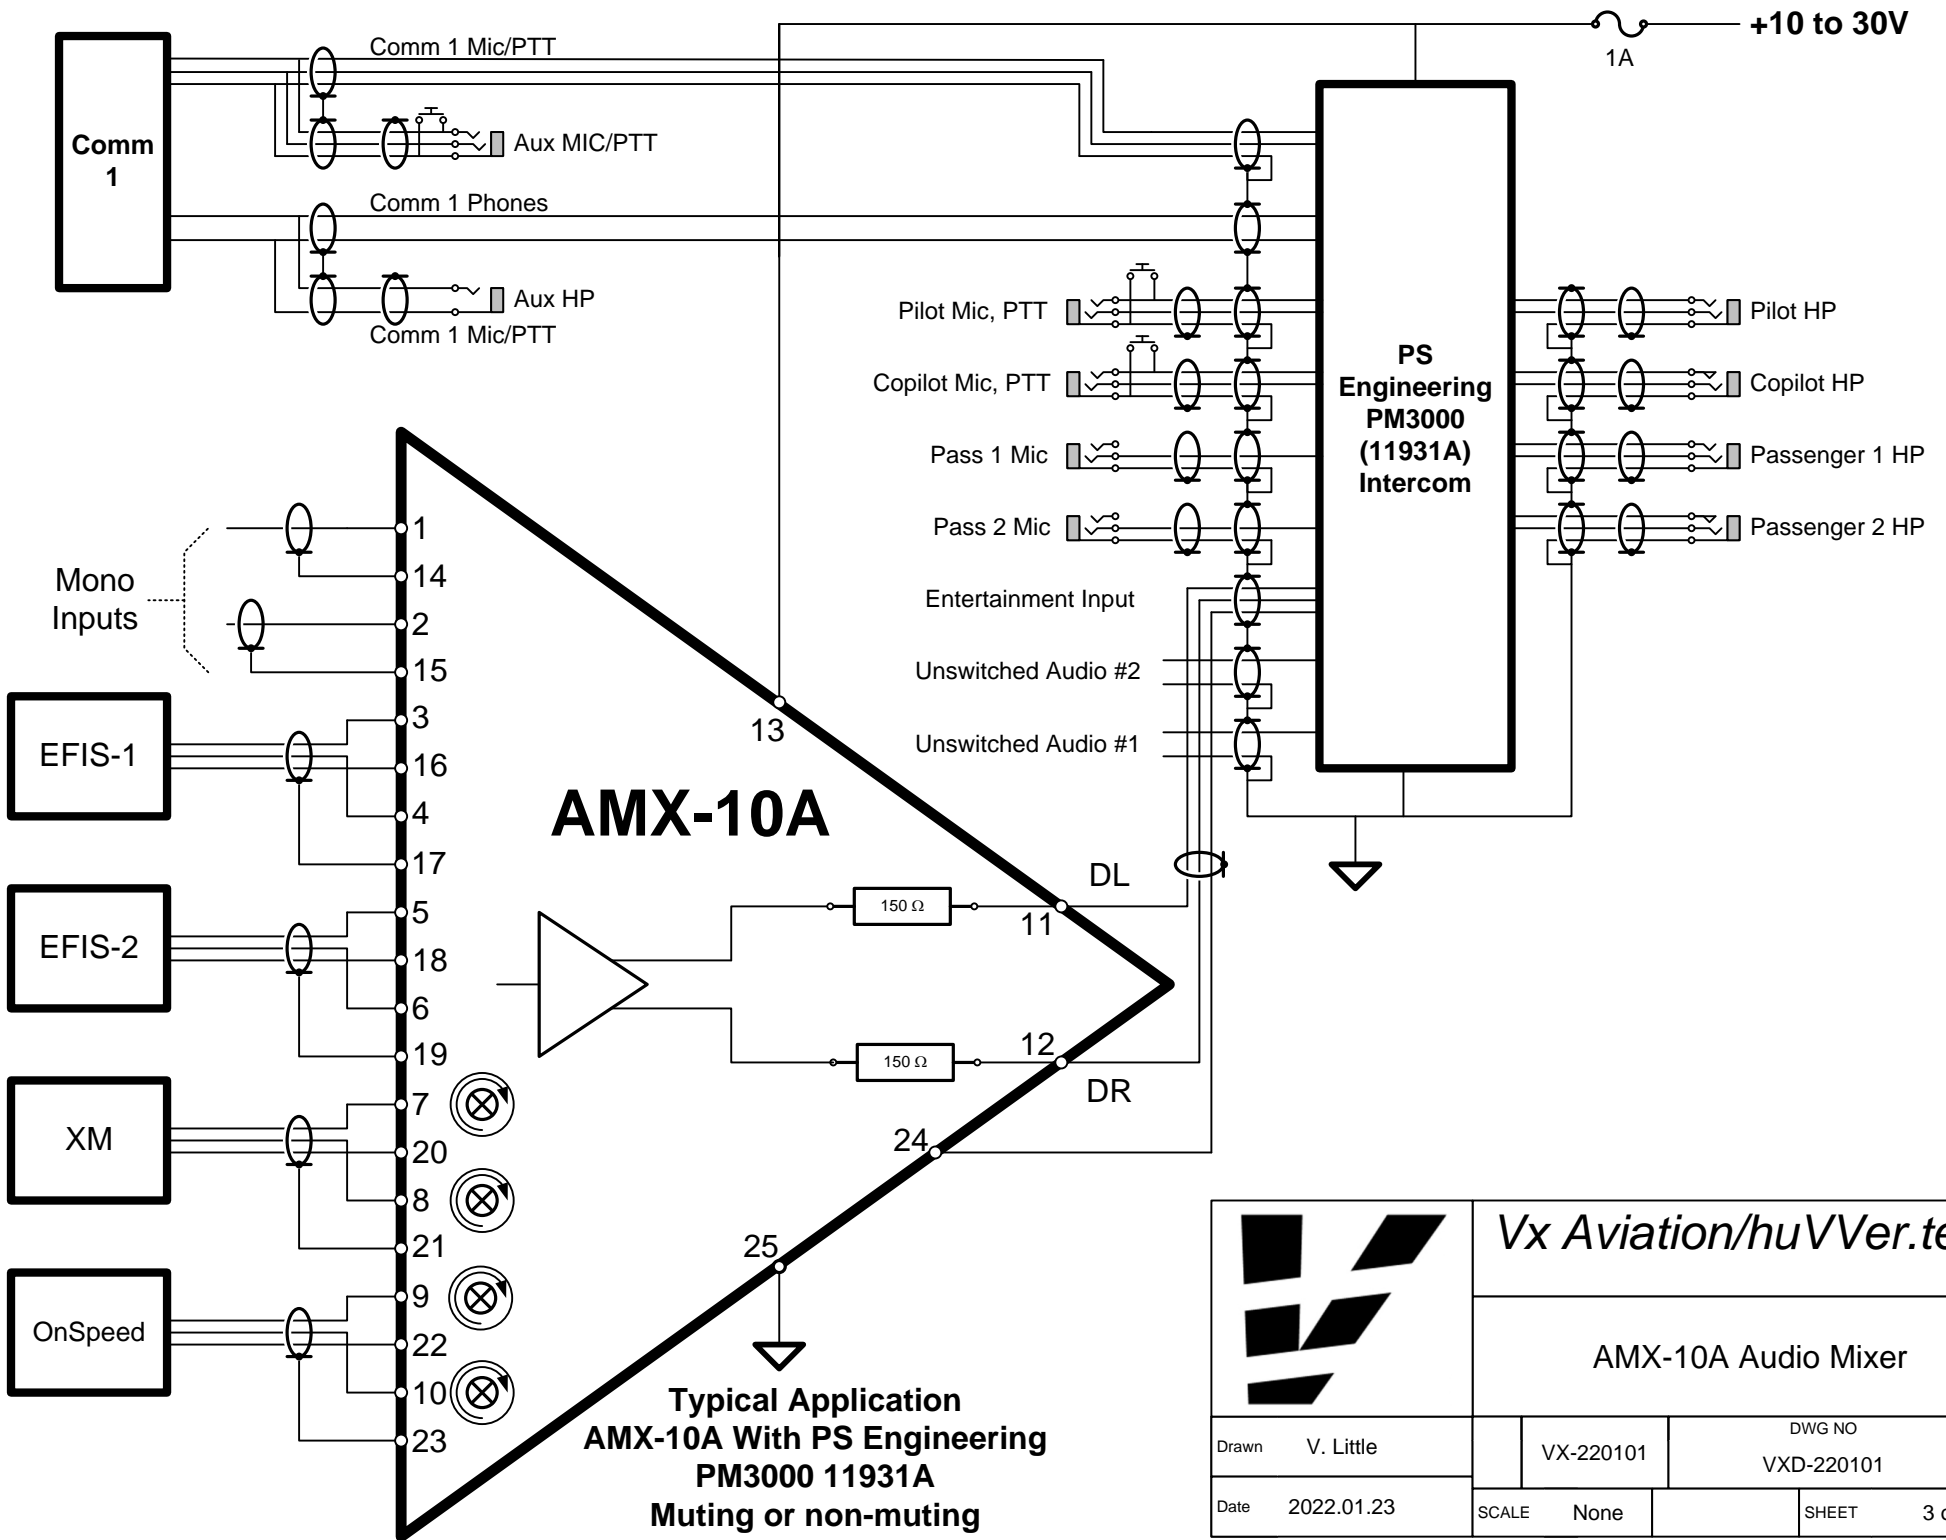 +10 to 30V
1A
Comm 1 Mic/PTT
Comm
1
Aux MIC/PTT
Comm 1 Phones
Aux HP
Comm 1 Mic/PTT
Pilot Mic, PTT
Copilot Mic, PTT
Pass 1 Mic
Pass 2 Mic
Entertainment Input
Unswitched Audio #2
Unswitched Audio #1
PS
Engineering
PM3000
(11931A)
Intercom
Pilot HP
Copilot HP
Passenger 1 HP
Passenger 2 HP
Mono
Inputs
EFIS-1
EFIS-2
XM
OnSpeed
1
14
2
15
3
16
4
17
5
18
6
19
7
20
8
21
9
22
10
23
13
AMX-10A
150 Ω
DL
11
150 Ω
12
DR
24
25
Typical Application
AMX-10A With PS Engineering
PM3000 11931A
Muting or non-muting
Vx Aviation/huVVer.te
AMX-10A Audio Mixer
Drawn V. Little
VX-220101
DWG NO
VXD-220101
Date 2022.01.23
SCALE None
SHEET 3